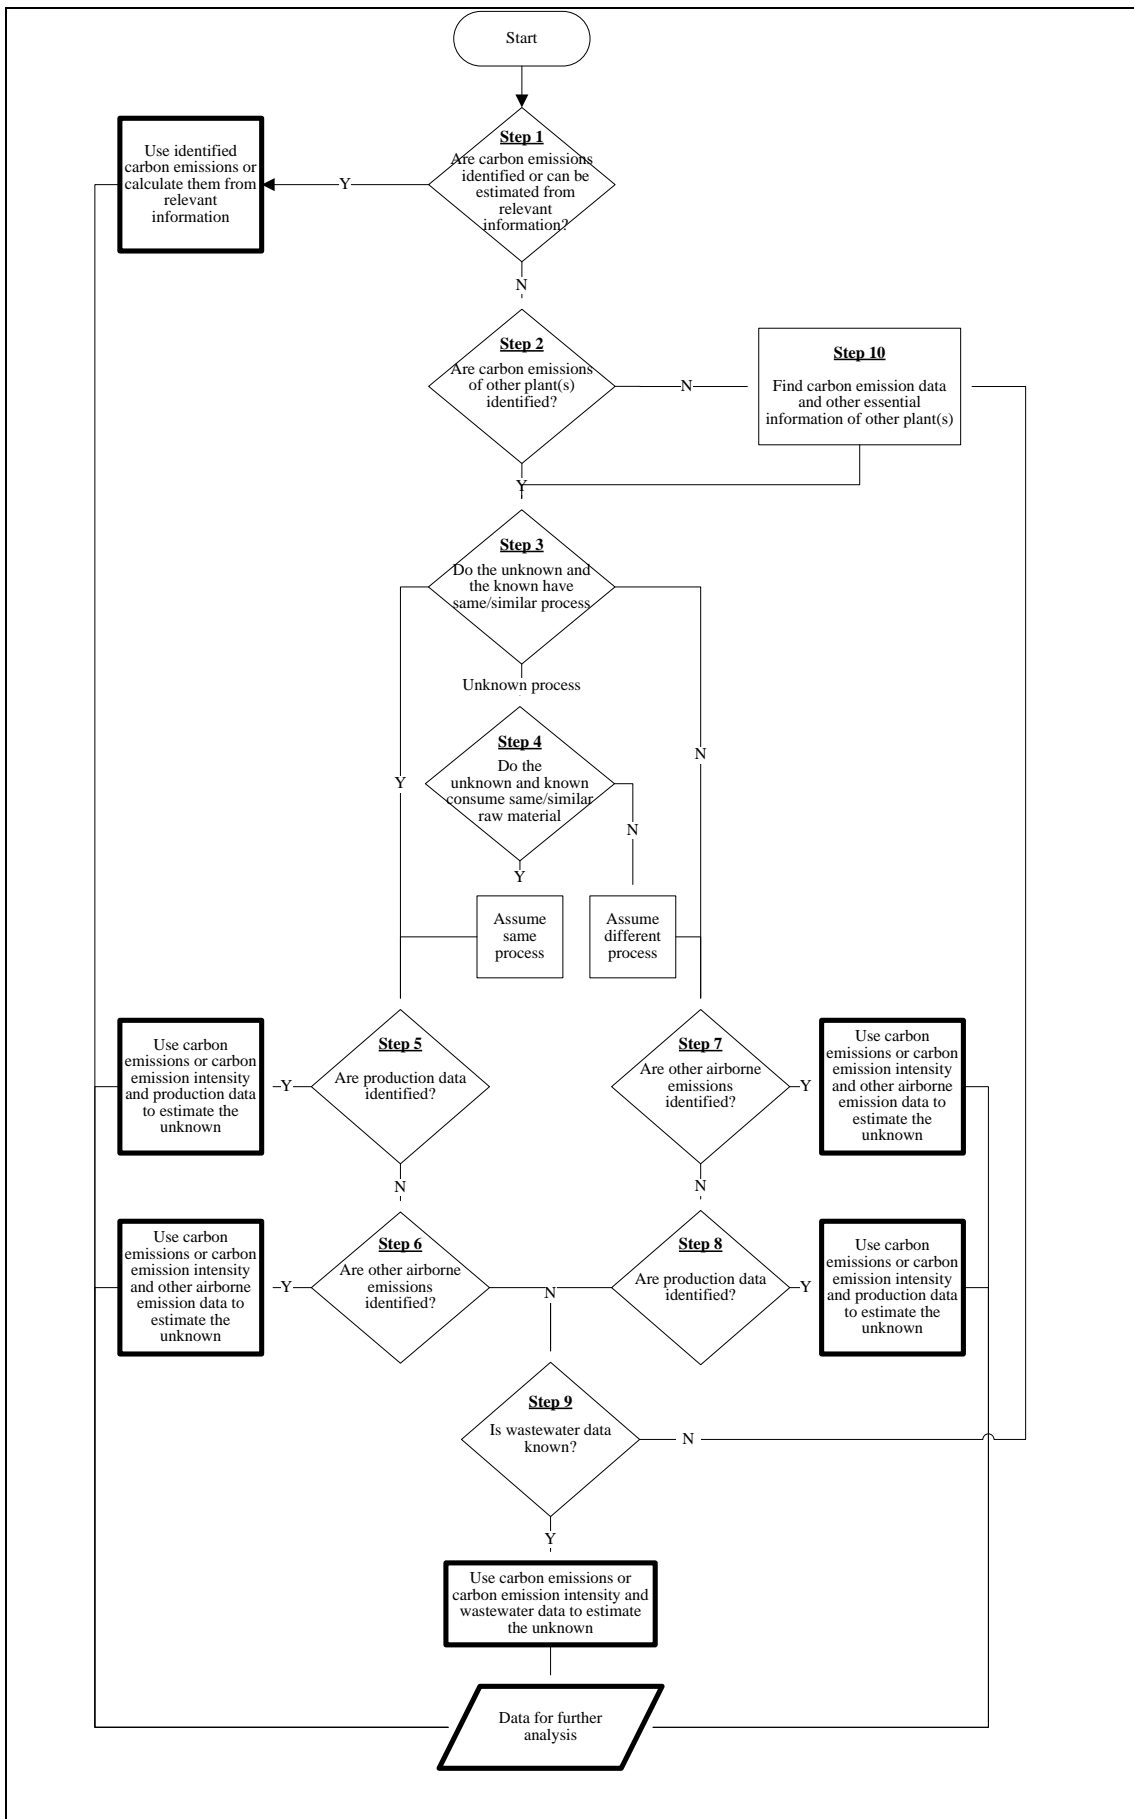 Start
Step 1
Are carbon emissions
identified or can be
estimated from
relevant
information?
Use identified
carbon emissions or
calculate them from
relevant
information
Y
N
Step 2
Are carbon emissions
of other plant(s)
identified?
N
Step 10
Find carbon emission data
and other essential
information of other plant(s)
Y
Step 3
Do the unknown and
the known have
same/similar process
Unknown process
Step 4
Do the
unknown and known
consume same/similar
raw material
Y
N
N
Y
Assume
same
process
Assume
different
process
Step 5
Are production data
identified?
Y
Use carbon
emissions or carbon
emission intensity
and production data
to estimate the
unknown
Step 7
Are other airborne
emissions
identified?
Y
Use carbon
emissions or carbon
emission intensity
and other airborne
emission data to
estimate the
unknown
N
N
Step 6
Are other airborne
emissions
identified?
Y
Use carbon
emissions or carbon
emission intensity
and other airborne
emission data to
estimate the
unknown
N
Step 8
Are production data
identified?
Y
Use carbon
emissions or carbon
emission intensity
and production data
to estimate the
unknown
Step 9
Is wastewater data
known?
N
Y
Use carbon emissions or
carbon emission intensity and
wastewater data to estimate
the unknown
Data for further
analysis